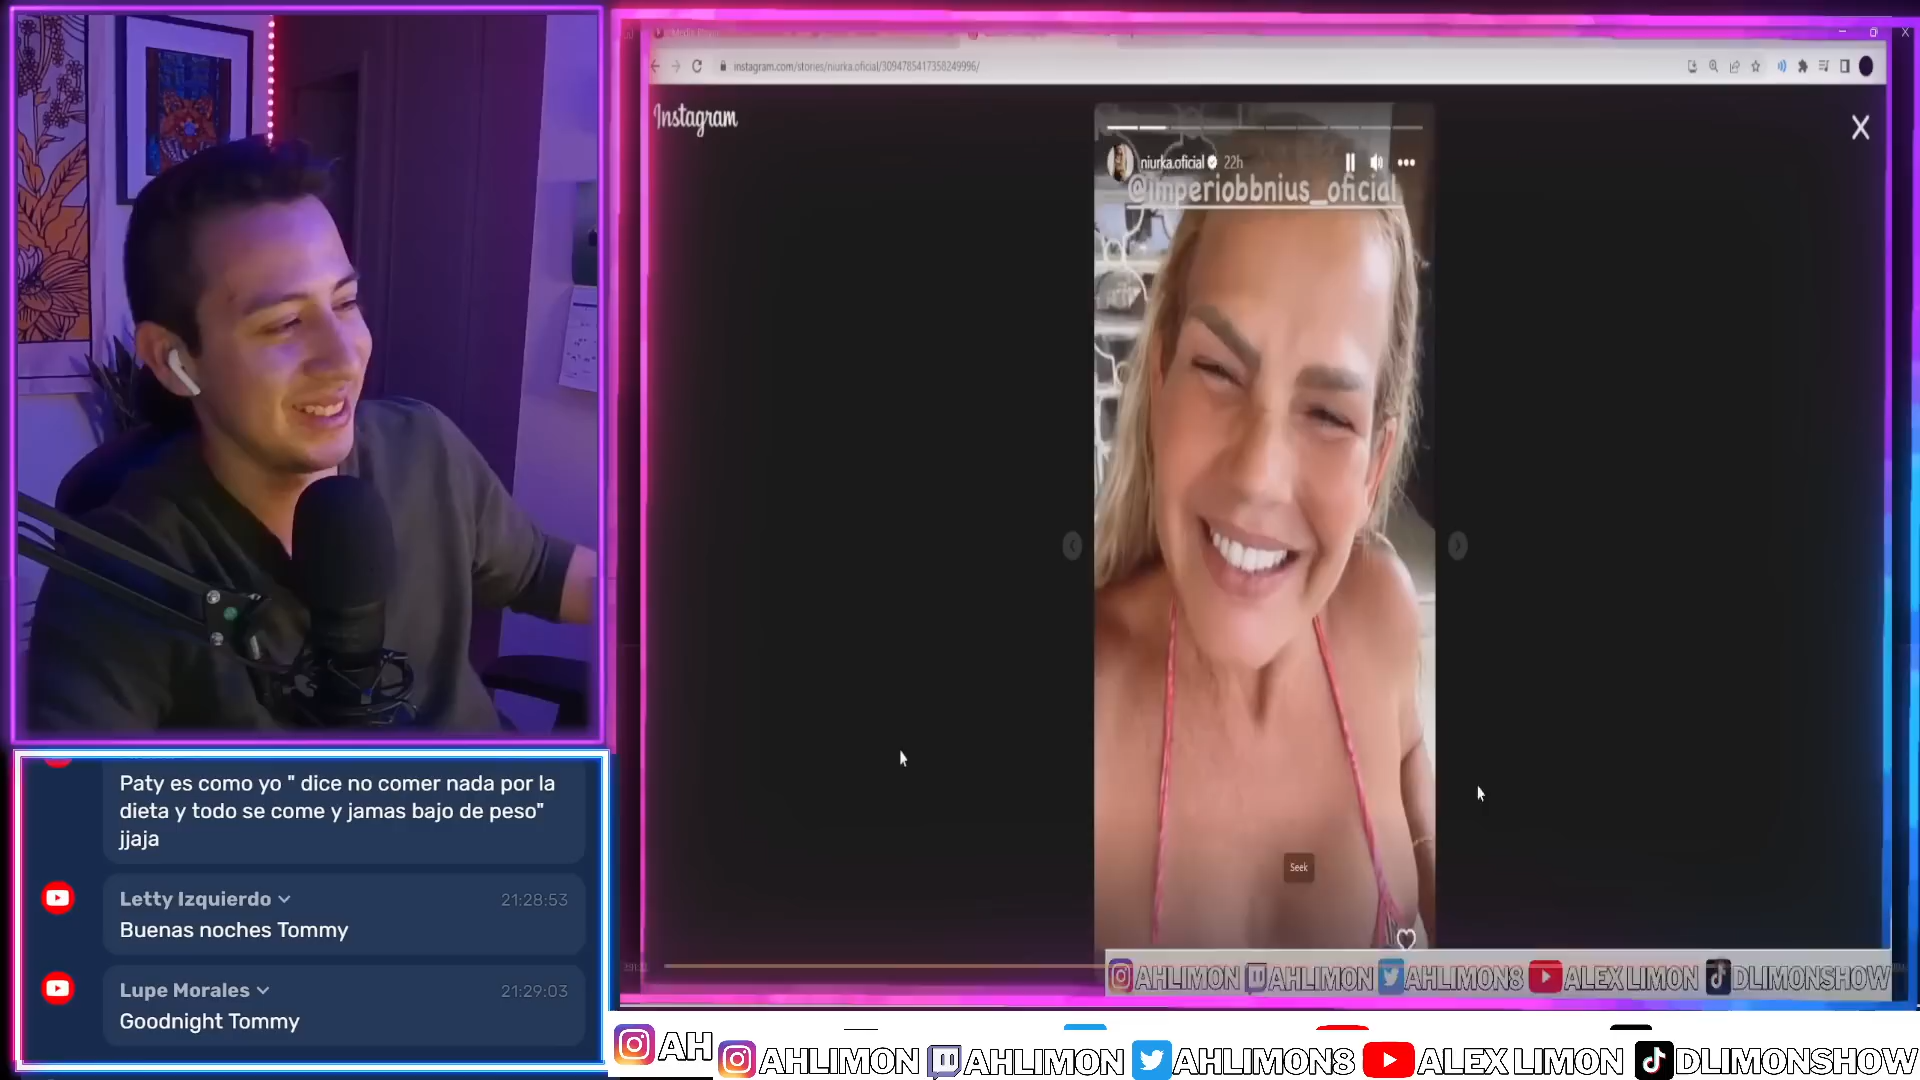 instagram.com/stories/niurka.oficial/3094785417358249996/
Instagram
niurka.oficial 22h
@imperiobbnius_oficial
Seek
Paty es como yo " dice no comer nada por la
dieta y todo se come y jamas bajo de peso"
jjaja
Letty Izquierdo 21:28:53
Buenas noches Tommy
Lupe Morales 21:29:03
Goodnight Tommy
AHLIMON AHLIMON AHLIMON8 ALEX LIMON DLIMONSHOW
AH AHLIMON AHLIMON AHLIMON8 ALEX LIMON DLIMONSHOW